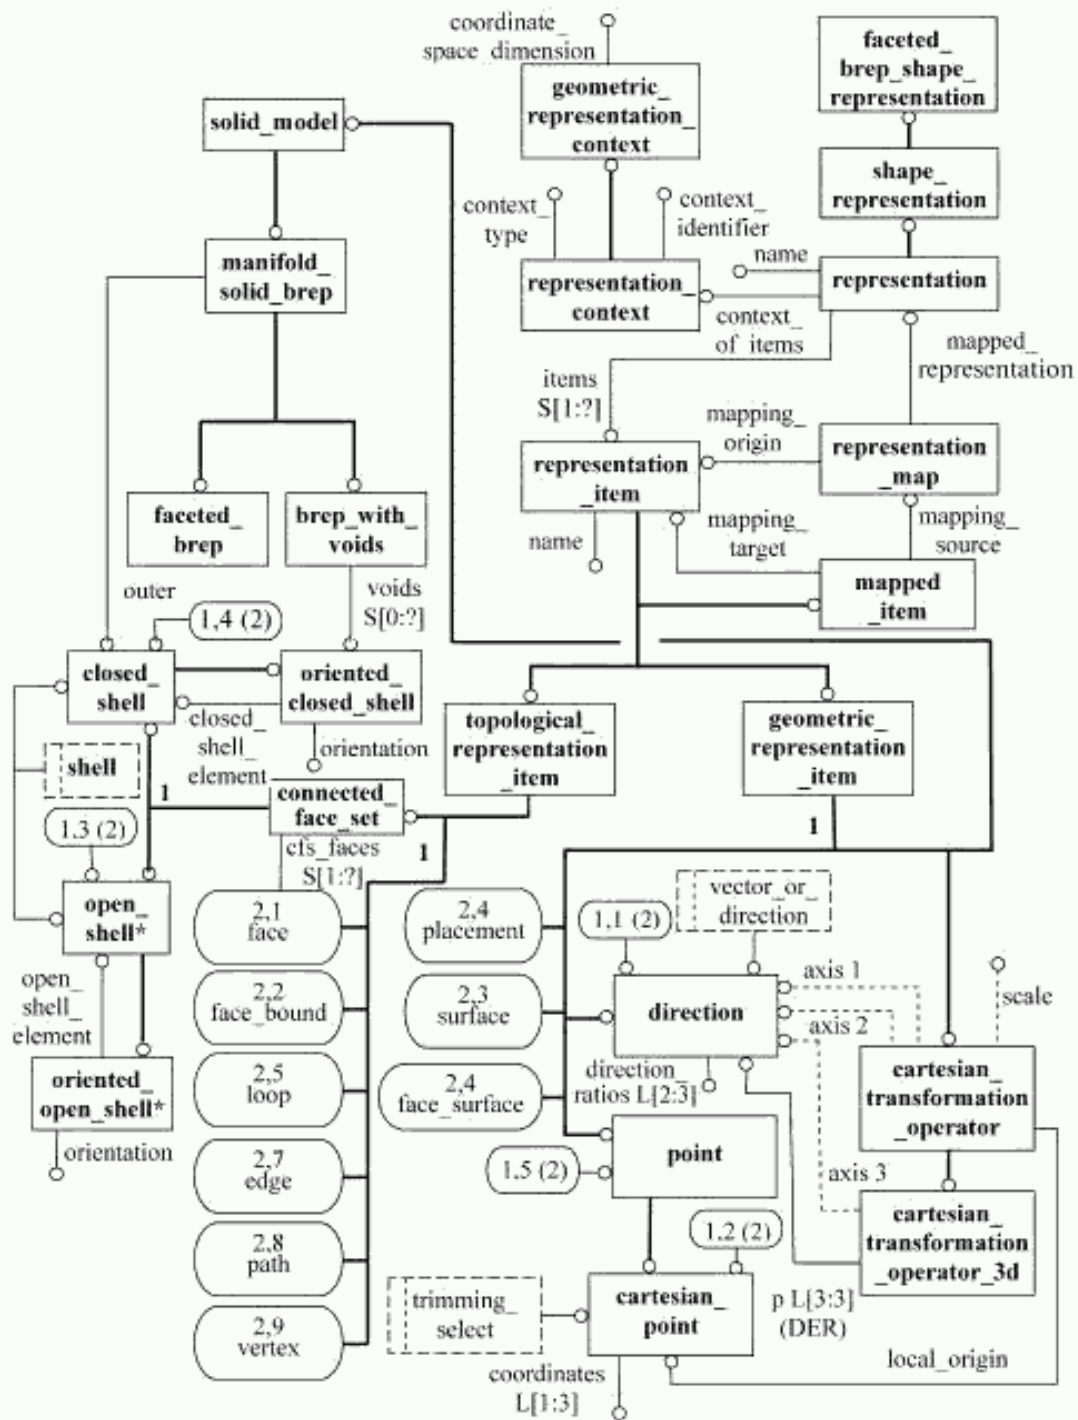 coordinate_
space_dimension
faceted_
brep_shape_
representation
geometric_
representation_
context
solid_model
shape_
representation
context_
type
context_
identifier
name
manifold_
solid_brep
representation_
context
representation
context_
of items
mapped_
representation
items
S[1:?]
mapping_
origin
representation
_item
representation
_map
faceted_
brep
brep_with_
voids
name
mapping_
target
mapping_
source
mapped
_item
outer
1,4 (2)
voids
S[0:?]
closed_
shell
oriented_
closed_shell
closed_
shell_
element
orientation
topological_
representation
_item
geometric_
representation
_item
shell
1
connected_
face_set
1
1
1.3 (2)
cfs_faces
S[1:?]
open_
shell*
2,1
face
2,4
placement
1,1 (2)
vector_or_
direction
open_
shell_
element
2,2
face_bound
2,3
surface
direction
axis 1
axis 2
scale
oriented_
open_shell*
2,5
loop
2,4
face_surface
direction_
ratios L[2:3]
cartesian_
transformation
_operator
orientation
2,7
edge
1,5 (2)
point
axis 3
cartesian_
transformation
_operator_3d
2,8
path
1,2 (2)
trimming_
select
cartesian_
point
p L[3:3]
(DER)
2,9
vertex
coordinates
L[1:3]
local_origin